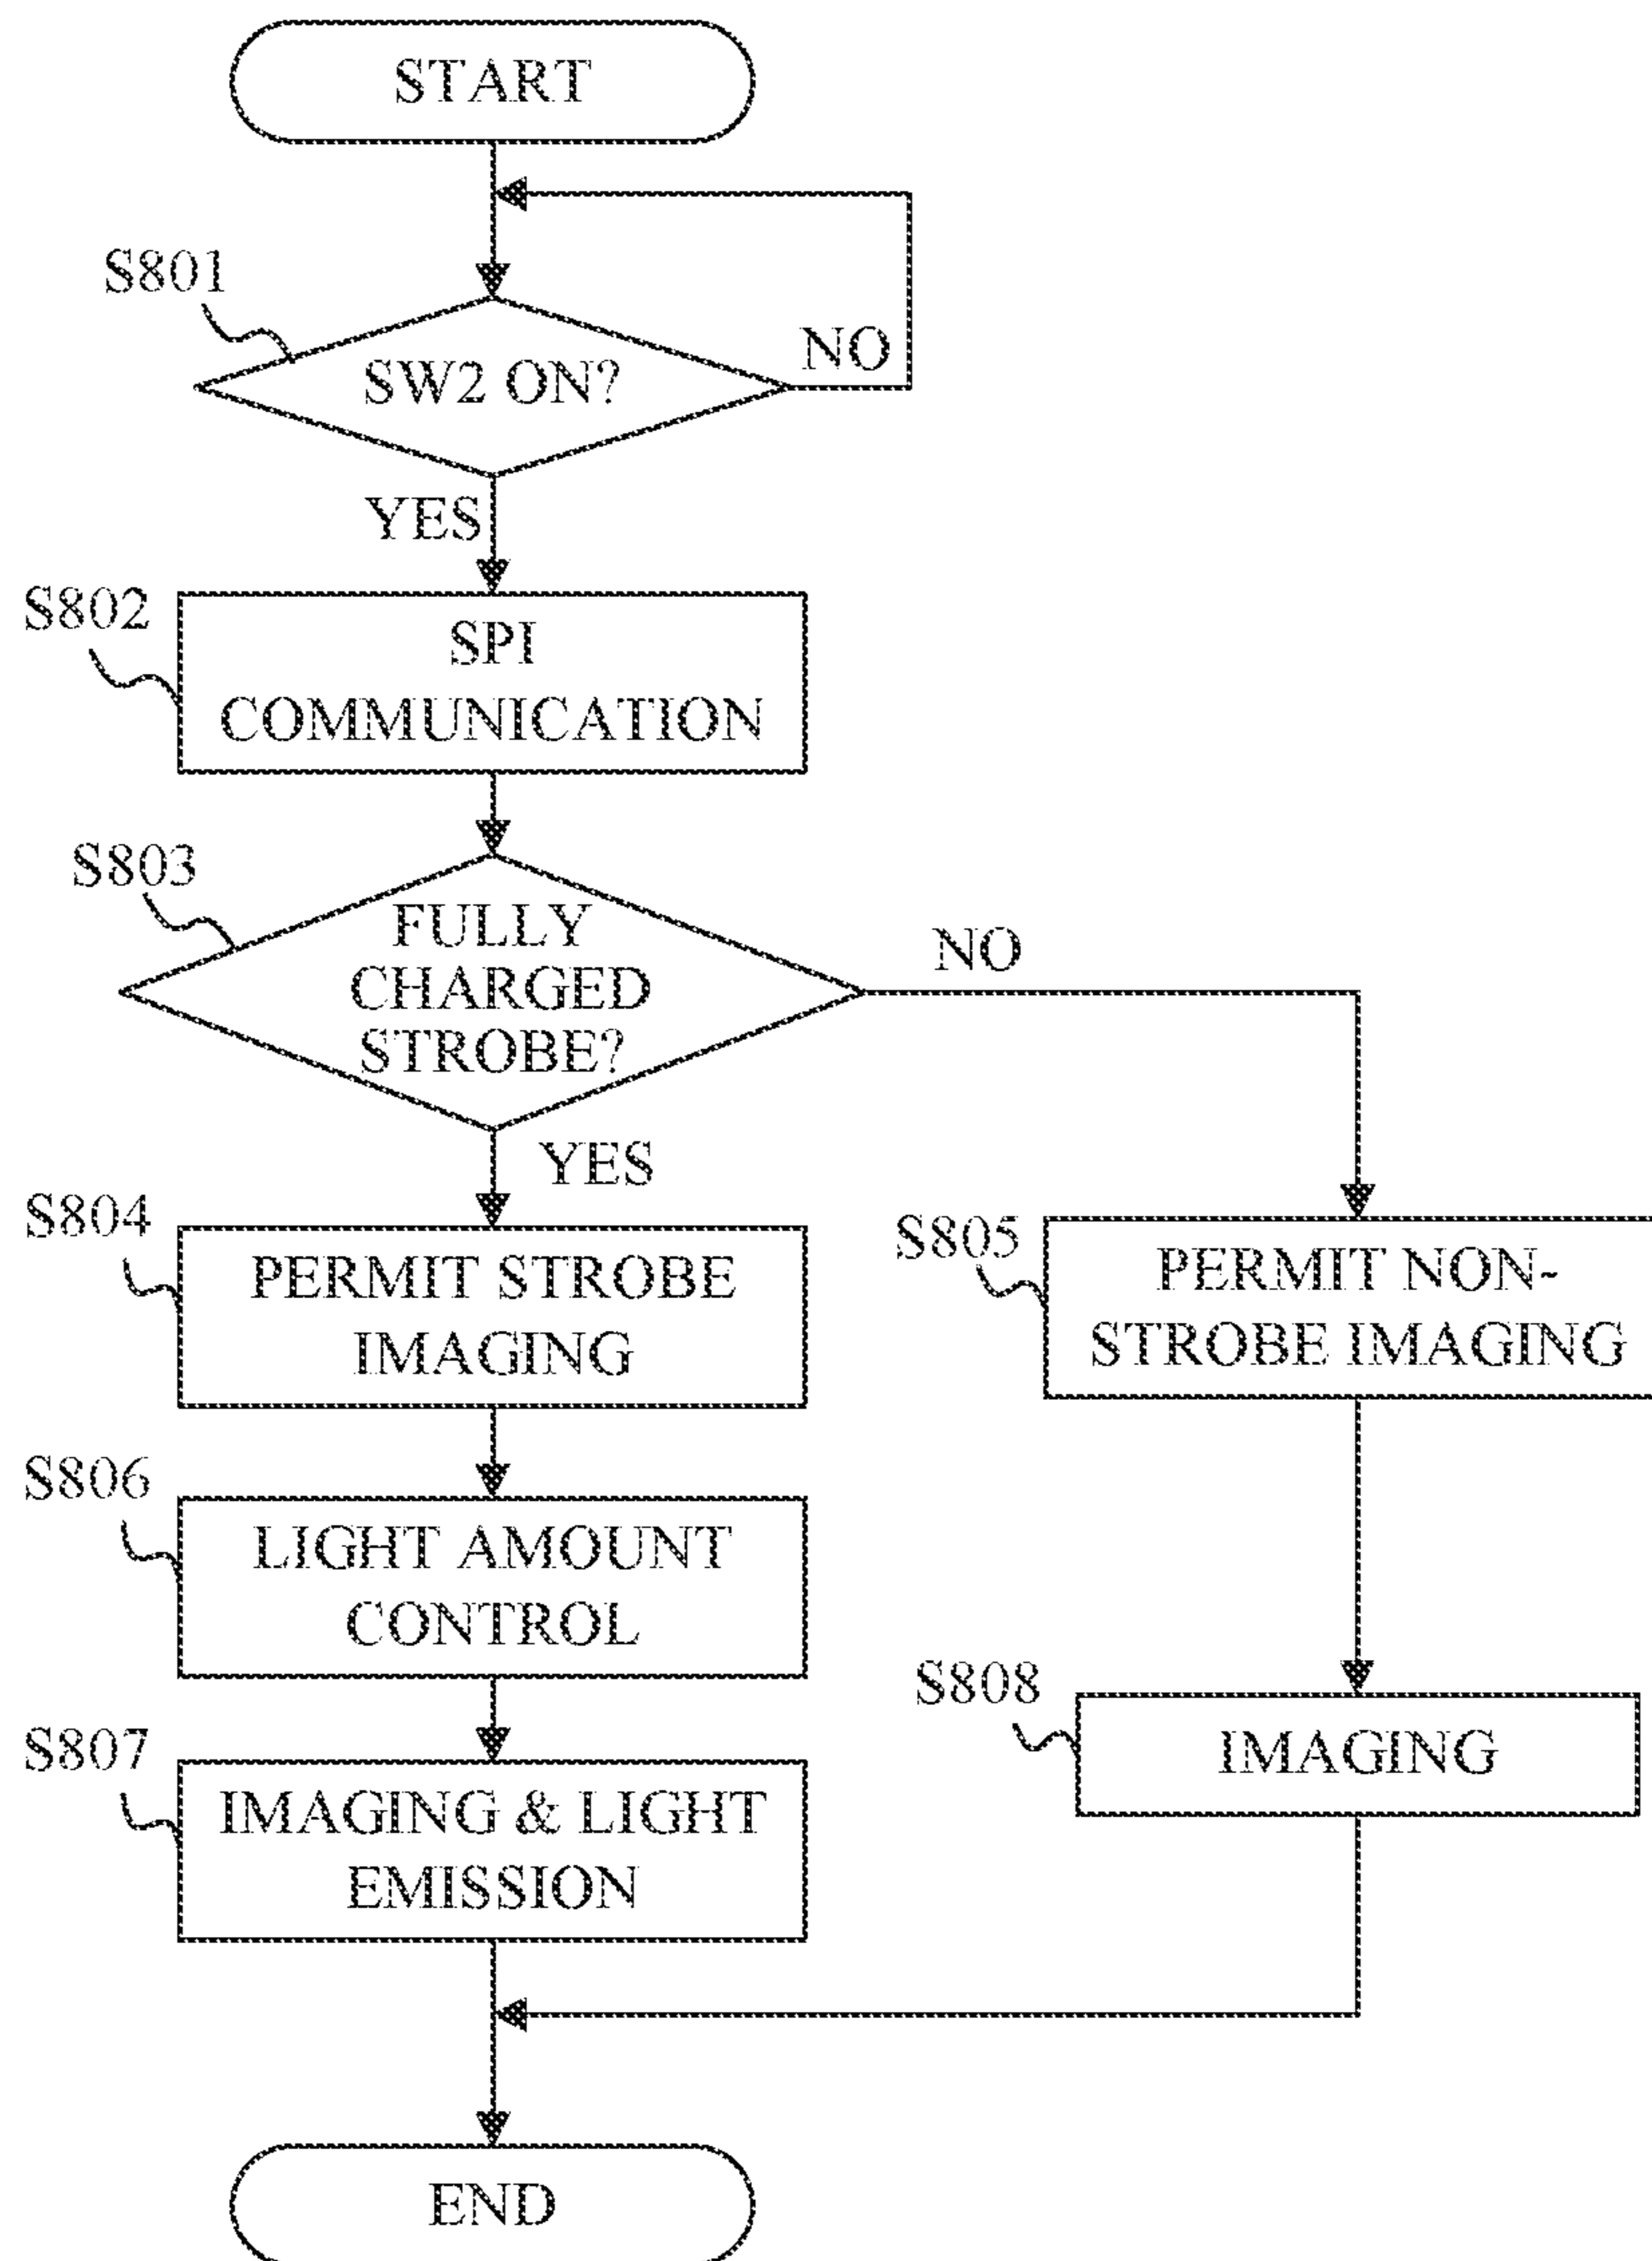 START
S801
SW2 ON?
NO
YES
S802
SPI
COMMUNICATION
S803
FULLY
CHARGED
STROBE?
NO
YES
S804
PERMIT STROBE
IMAGING
S805
PERMIT NON-
STROBE IMAGING
S806
LIGHT AMOUNT
CONTROL
S807
IMAGING & LIGHT
EMISSION
S808
IMAGING
END